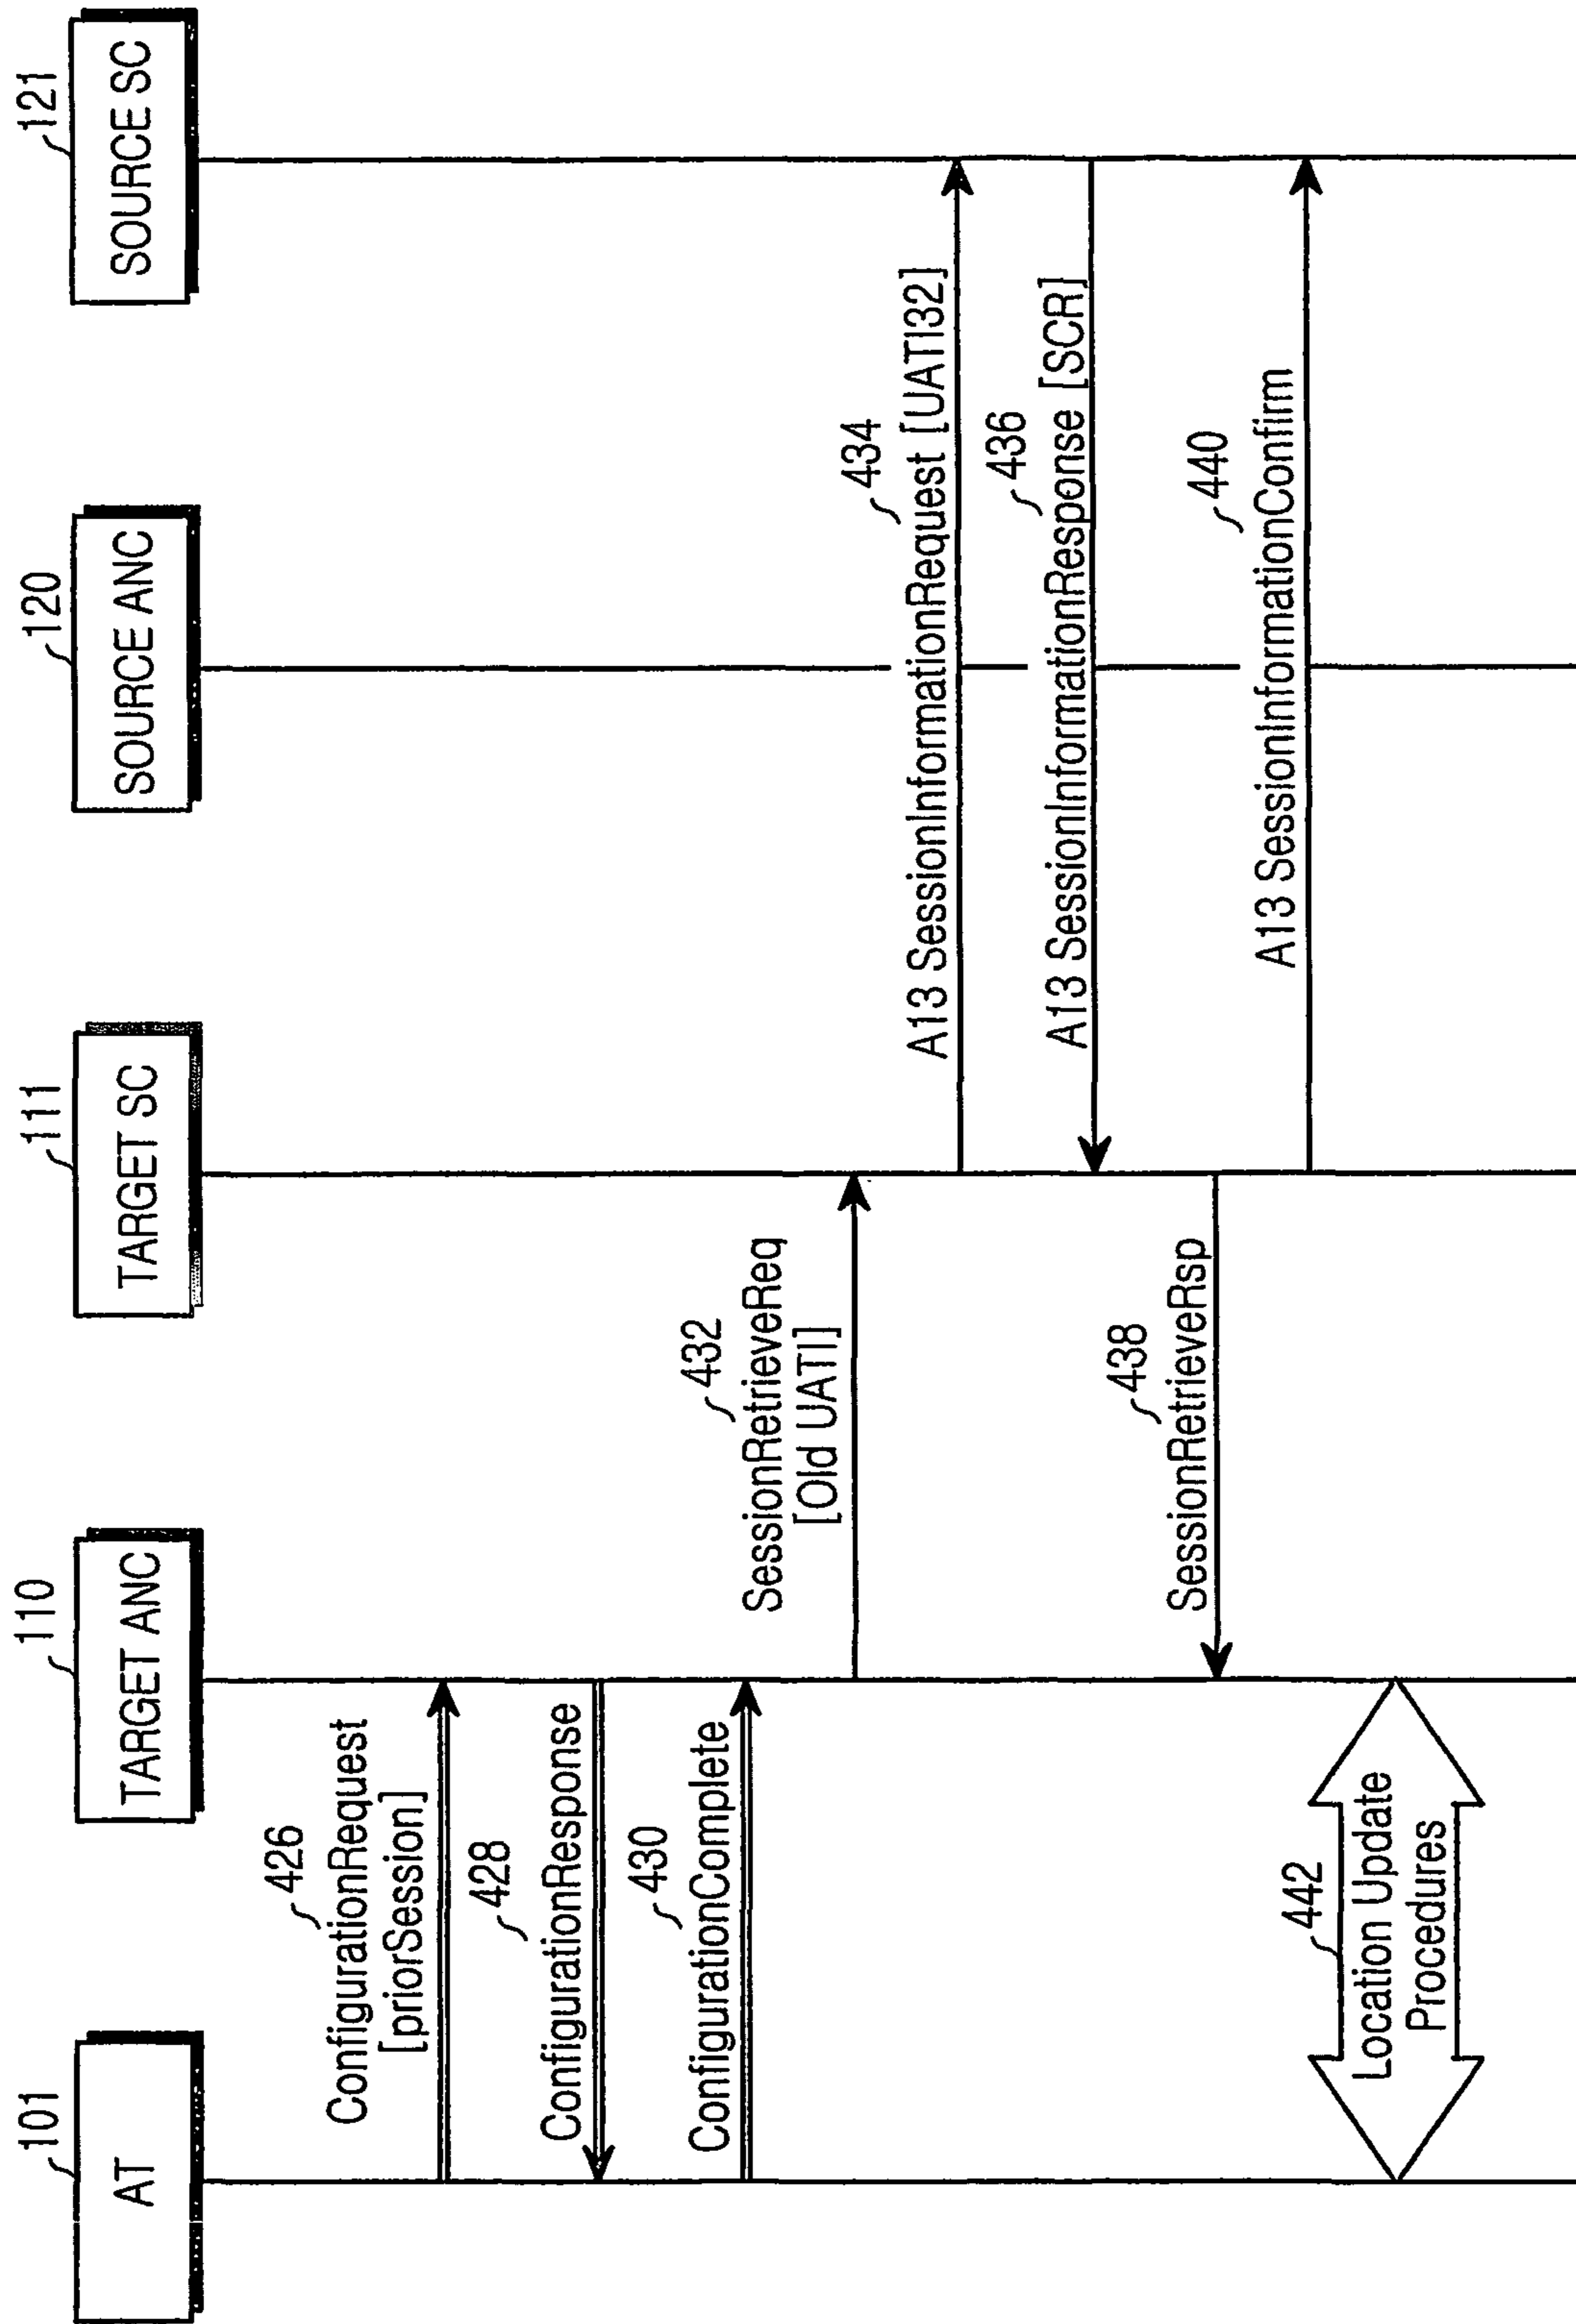 101
AT
110
TARGET ANC
111
TARGET SC
120
SOURCE ANC
121
SOURCE SC
426
ConfigurationRequest
[priorSession]
428
ConfigurationResponse
430
ConfigurationComplete
432
SessionRetrieveReq
[Old UATI]
434
A13 SessionInformationRequest [UATI32]
436
A13 SessionInformationResponse [SCR]
438
SessionRetrieveRsp
440
A13 SessionInformationConfirm
442
Location Update
Procedures